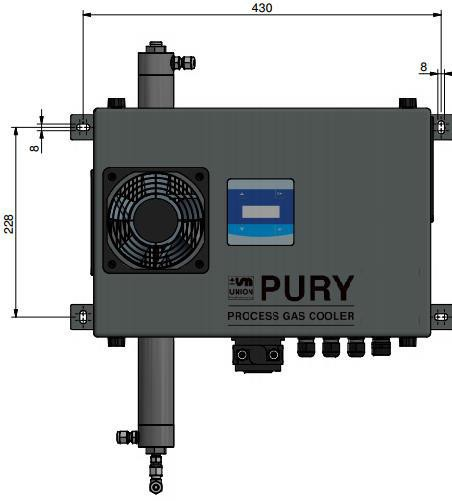 430
8
8
228
UNION
PURY
PROCESS GAS COOLER